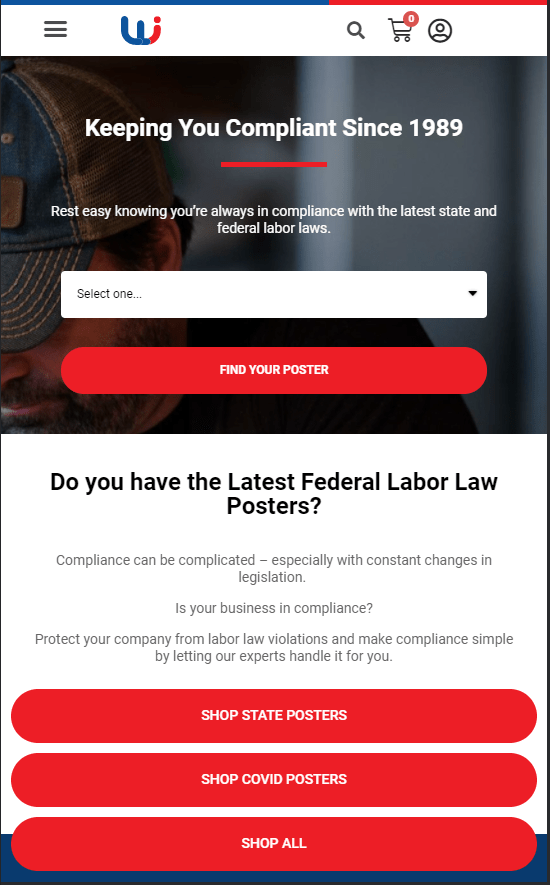 0
Keeping You Compliant Since 1989
Rest easy knowing you're always in compliance with the latest state and
federal labor laws.
Select one...
FIND YOUR POSTER
Do you have the Latest Federal Labor Law
Posters?
Compliance can be complicated – especially with constant changes in
legislation.
Is your business in compliance?
Protect your company from labor law violations and make compliance simple
by letting our experts handle it for you.
SHOP STATE POSTERS
SHOP COVID POSTERS
SHOP ALL